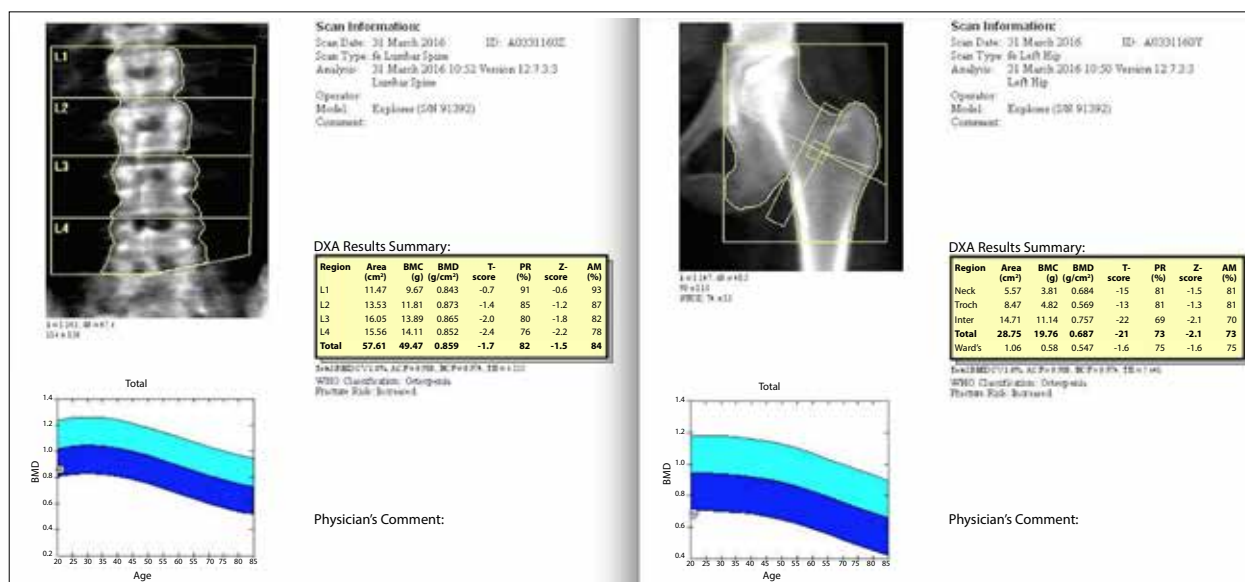 L1
L2
L3
L4
Scan Information:
Scan Date: 31 March 2016 ID: A0331160Z
Scan Type: fe Lumbar Spine
Analysis: 31 March 2016 10:52 Version 12:7.3:3
Lumbar Spine
Operator:
Model: Explorer (S/N 91392)
Comment:
DXA Results Summary:
Region Area (cm²) BMC (g) BMD (g/cm²) T-score PR (%) Z-score AM (%)
L1 11.47 9.67 0.843 -0.7 91 -0.6 93
L2 13.53 11.81 0.873 -1.4 85 -1.2 87
L3 16.05 13.89 0.865 -2.0 80 -1.8 82
L4 15.56 14.11 0.852 -2.4 76 -2.2 78
Total 57.61 49.47 0.859 -1.7 82 -1.5 84
WHO Classification: Osteopenia
Fracture Risk: Increased
Total
BMD
1.4
1.2
1.0
0.8
0.6
0.4
0.2
20 25 30 35 40 45 50 55 65 55 70 75 80 85
Age
Physician's Comment:
Scan Information:
Scan Date: 31 March 2016 ID: A0331160Y
Scan Type: fe Left Hip
Analysis: 31 March 2016 10:50 Version 12:7.3:3
Left Hip
Operator:
Model: Explorer (S/N 91392)
Comment:
DXA Results Summary:
Region Area (cm²) BMC (g) BMD (g/cm²) T-score PR (%) Z-score AM (%)
Neck 5.57 3.81 0.684 -15 81 -1.5 81
Troch 8.47 4.82 0.569 -13 81 -1.3 81
Inter 14.71 11.14 0.757 -22 69 -2.1 70
Total 28.75 19.76 0.687 -21 73 -2.1 73
Ward's 1.06 0.58 0.547 -1.6 75 -1.6 75
WHO Classification: Osteopenia
Fracture Risk: Increased
Total
BMD
1.4
1.2
1.0
0.8
0.6
0.4
20 25 30 35 40 45 50 55 65 55 70 75 80 85
Age
Physician's Comment: